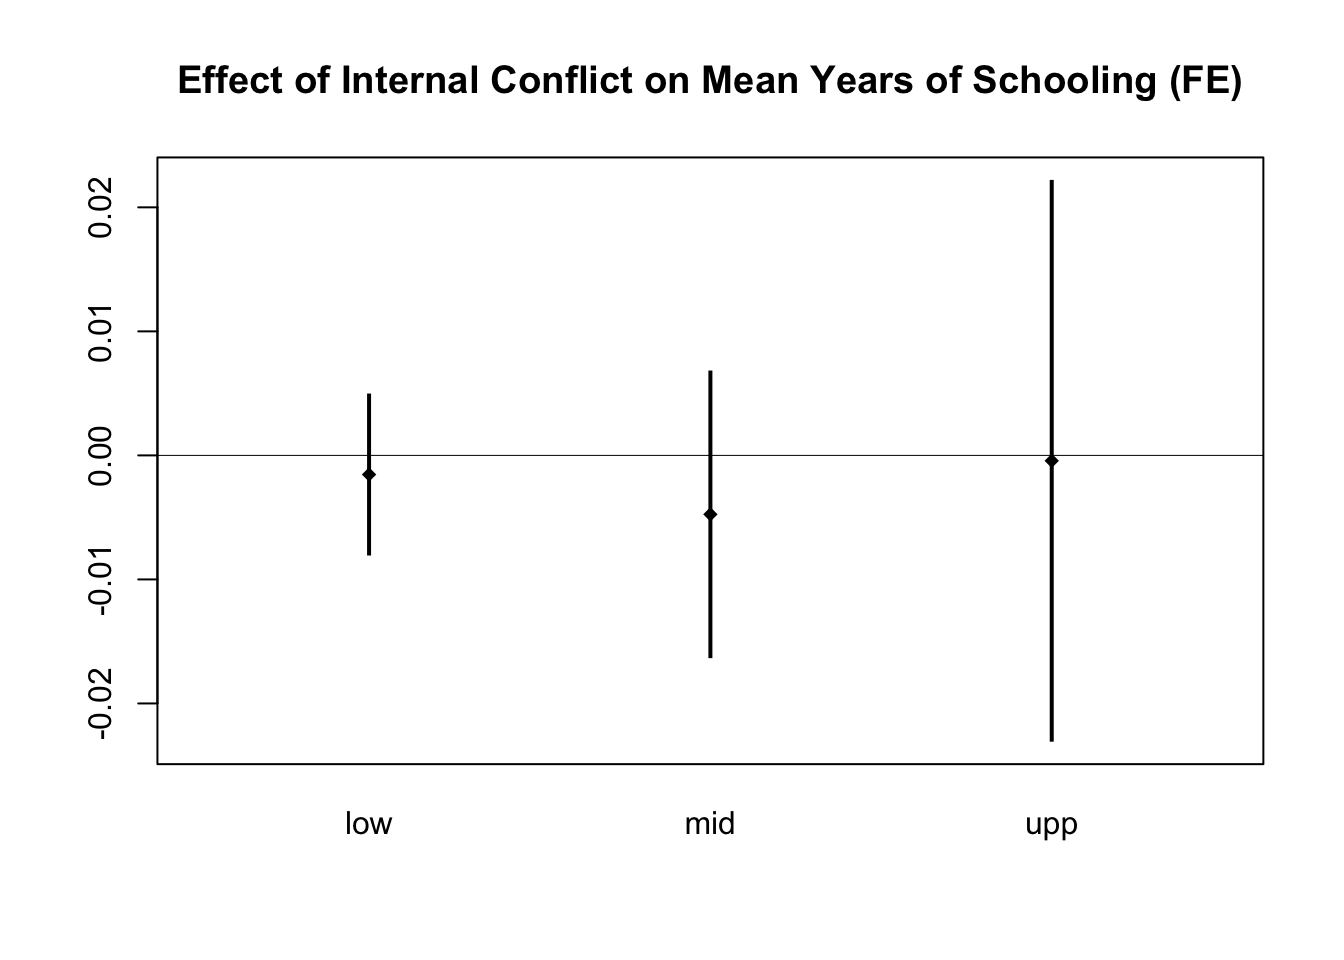 Effect of Internal Conflict on Mean Years of Schooling (FE)
0.02
0.01
0.00
-0.01
-0.02
low mid upp